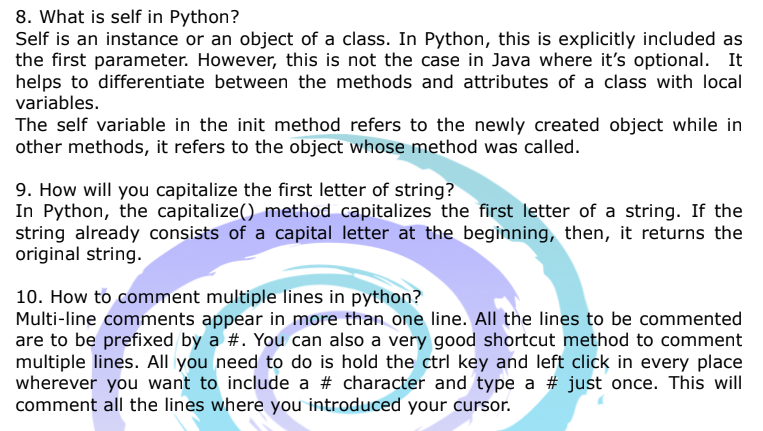 8. What is self in Python?
Self is an instance or an object of a class. In Python, this is explicitly included as
the first parameter. However, this is not the case in Java where it’s optional. It
helps to differentiate between the methods and attributes of a class with local
variables.
The self variable in the init method refers to the newly created object while in
other methods, it refers to the object whose method was called.
9. How will you capitalize the first letter of string?
In Python, the capitalize() method capitalizes the first letter of a string. If the
string already consists of a capital letter at the beginning, then, it returns the
original string.
10. How to comment multiple lines in python?
Multi-line comments appear in more than one line. All the lines to be commented
are to be prefixed by a #. You can also a very good shortcut method to comment
multiple lines. All you need to do is hold the ctrl key and left click in every place
wherever you want to include a # character and type a # just once. This will
comment all the lines where you introduced your cursor.